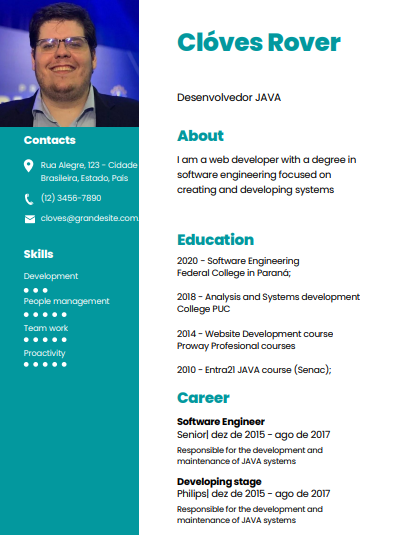 Clóves Rover
Desenvolvedor JAVA
About
I am a web developer with a degree in
software engineering focused on
creating and developing systems
Education
2020 - Software Engineering
Federal College in Paraná;
2018 - Analysis and Systems development
College PUC
2014 - Website Development course
Proway Profesional courses
2010 - Entra21 JAVA course (Senac);
Career
Software Engineer
Senior| dez de 2015 - ago de 2017
Responsible for the development and
maintenance of JAVA systems
Developing stage
Philips| dez de 2015 - ago de 2017
Responsible for the development and
maintenance of JAVA systems
Contacts
Rua Alegre, 123 - Cidade
Brasileira, Estado, País
(12) 3456-7890
cloves@grandesite.com.
Skills
Development
People management
Team work
Proactivity